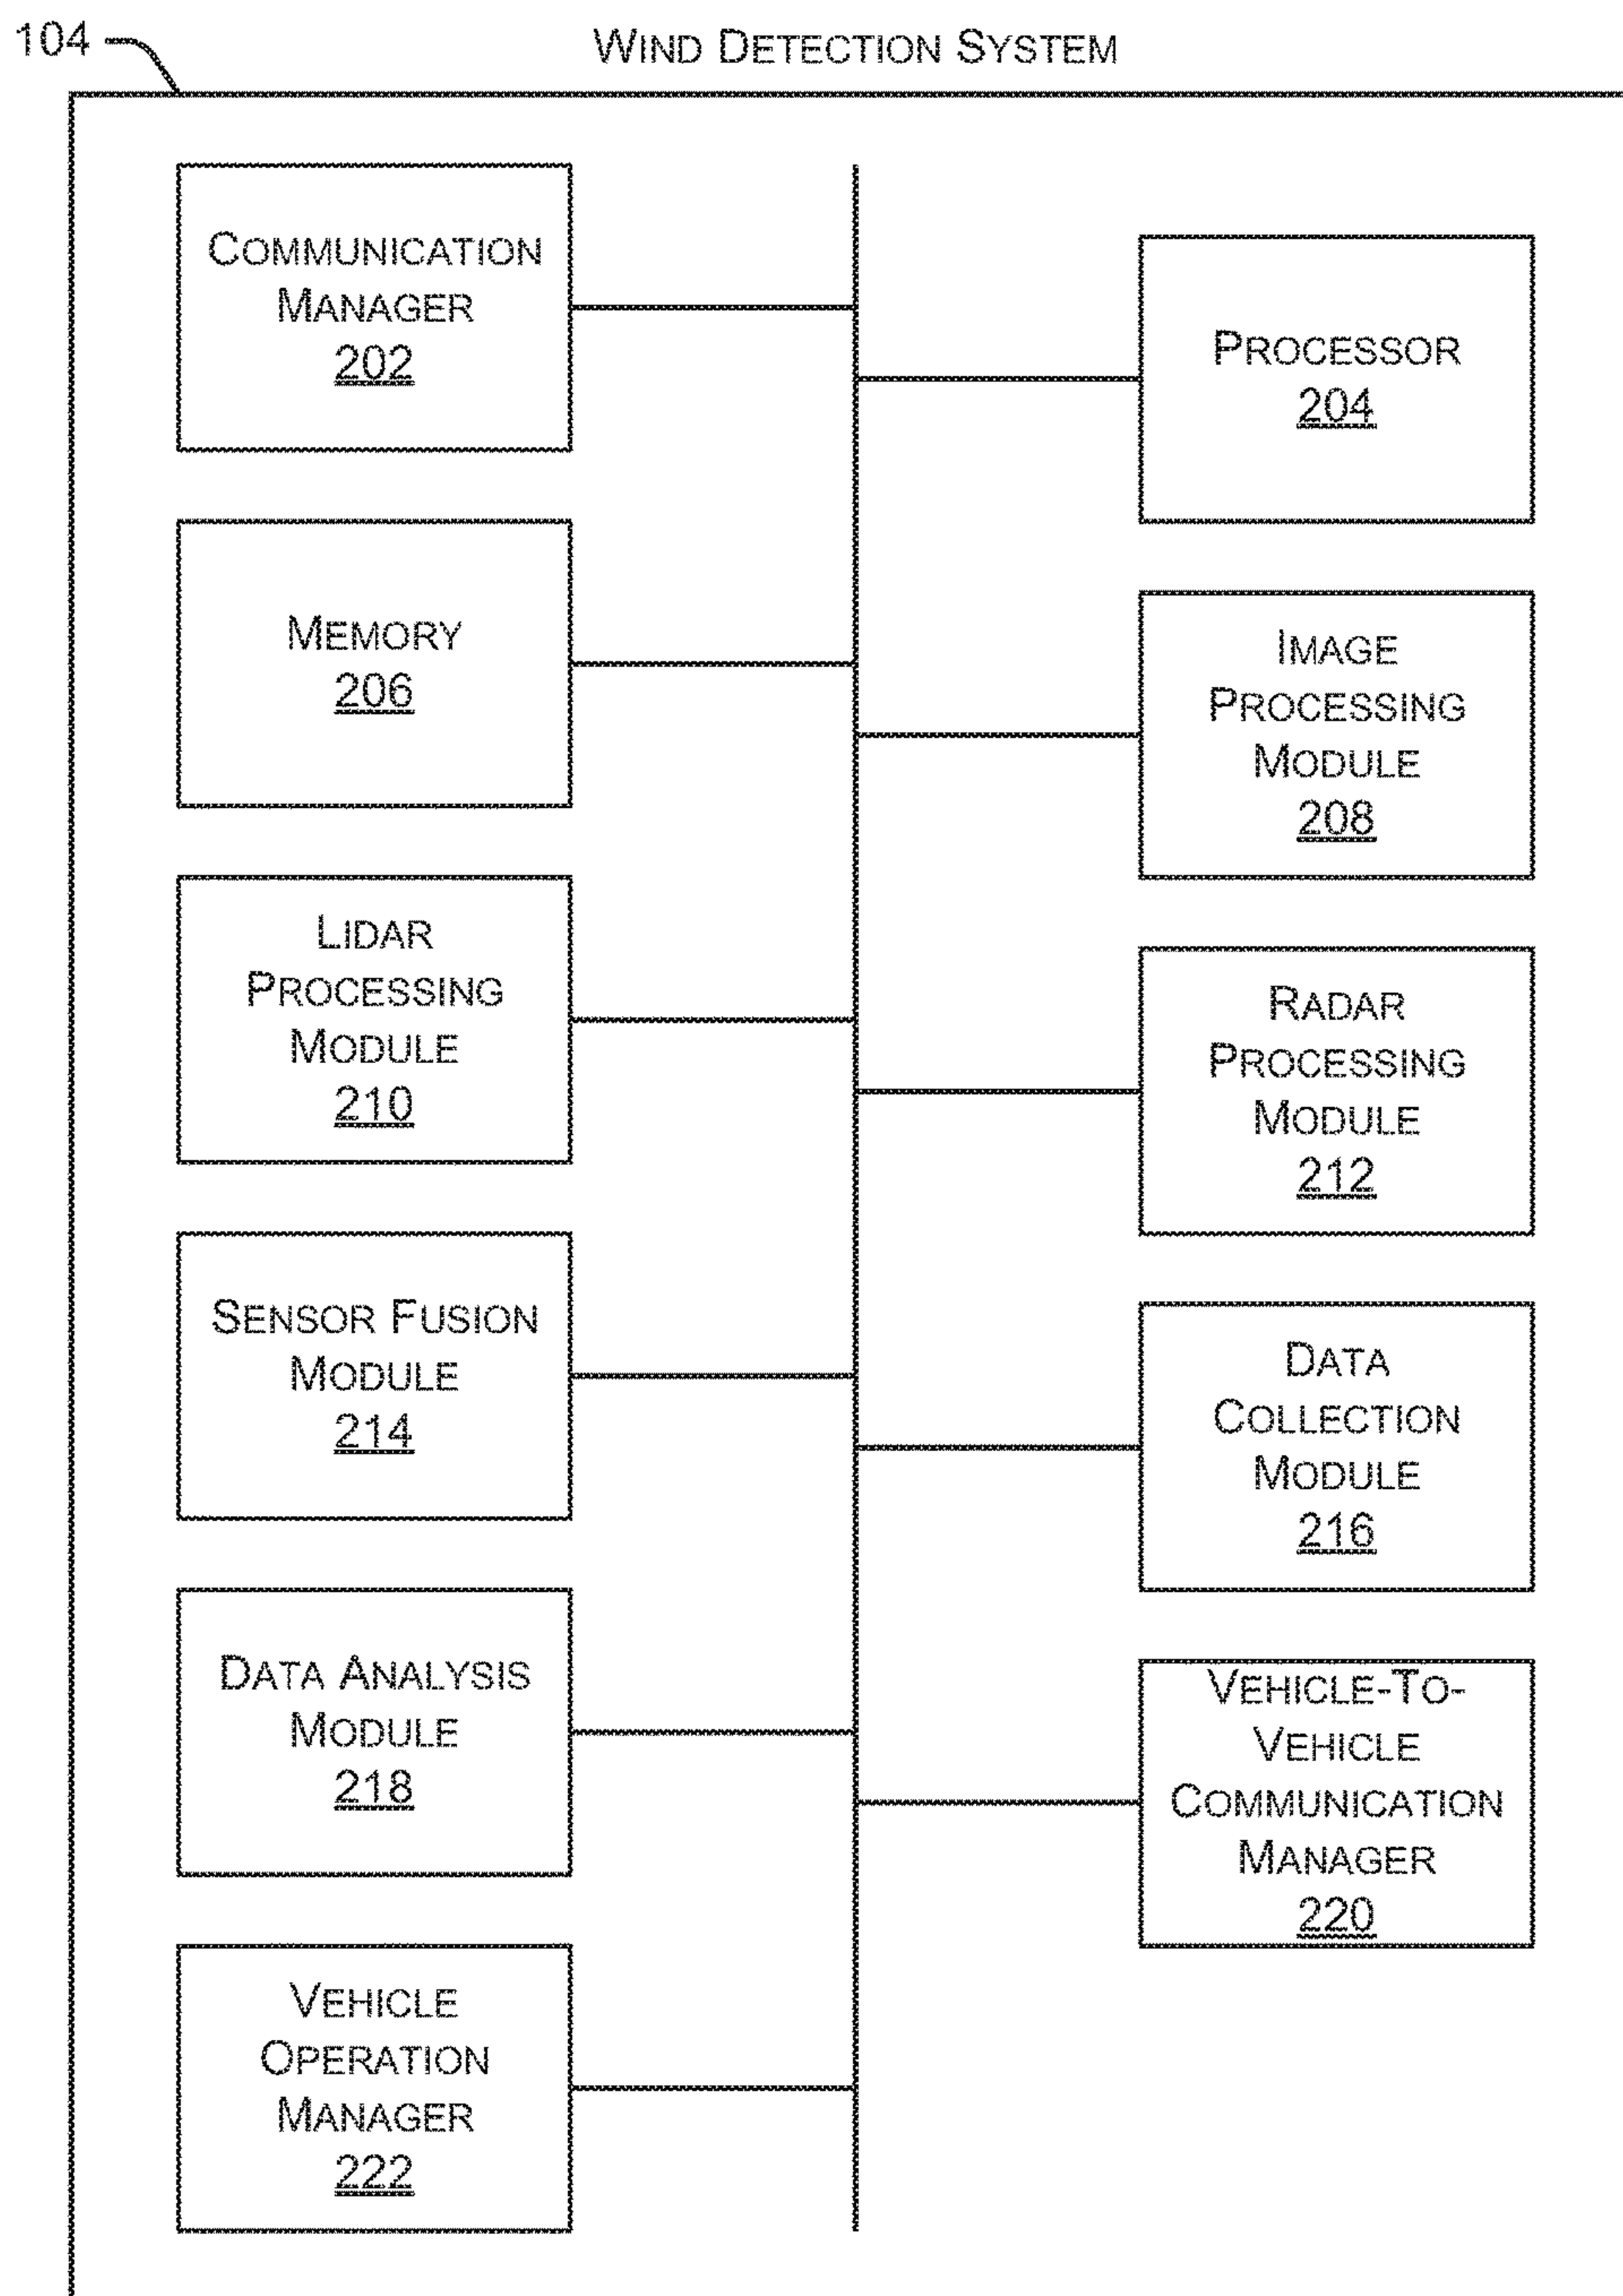 104
WIND DETECTION SYSTEM
COMMUNICATION
MANAGER
202
PROCESSOR
204
MEMORY
206
IMAGE
PROCESSING
MODULE
208
LIDAR
PROCESSING
MODULE
210
RADAR
PROCESSING
MODULE
212
SENSOR FUSION
MODULE
214
DATA
COLLECTION
MODULE
216
DATA ANALYSIS
MODULE
218
VEHICLE-TO-
VEHICLE
COMMUNICATION
MANAGER
220
VEHICLE
OPERATION
MANAGER
222